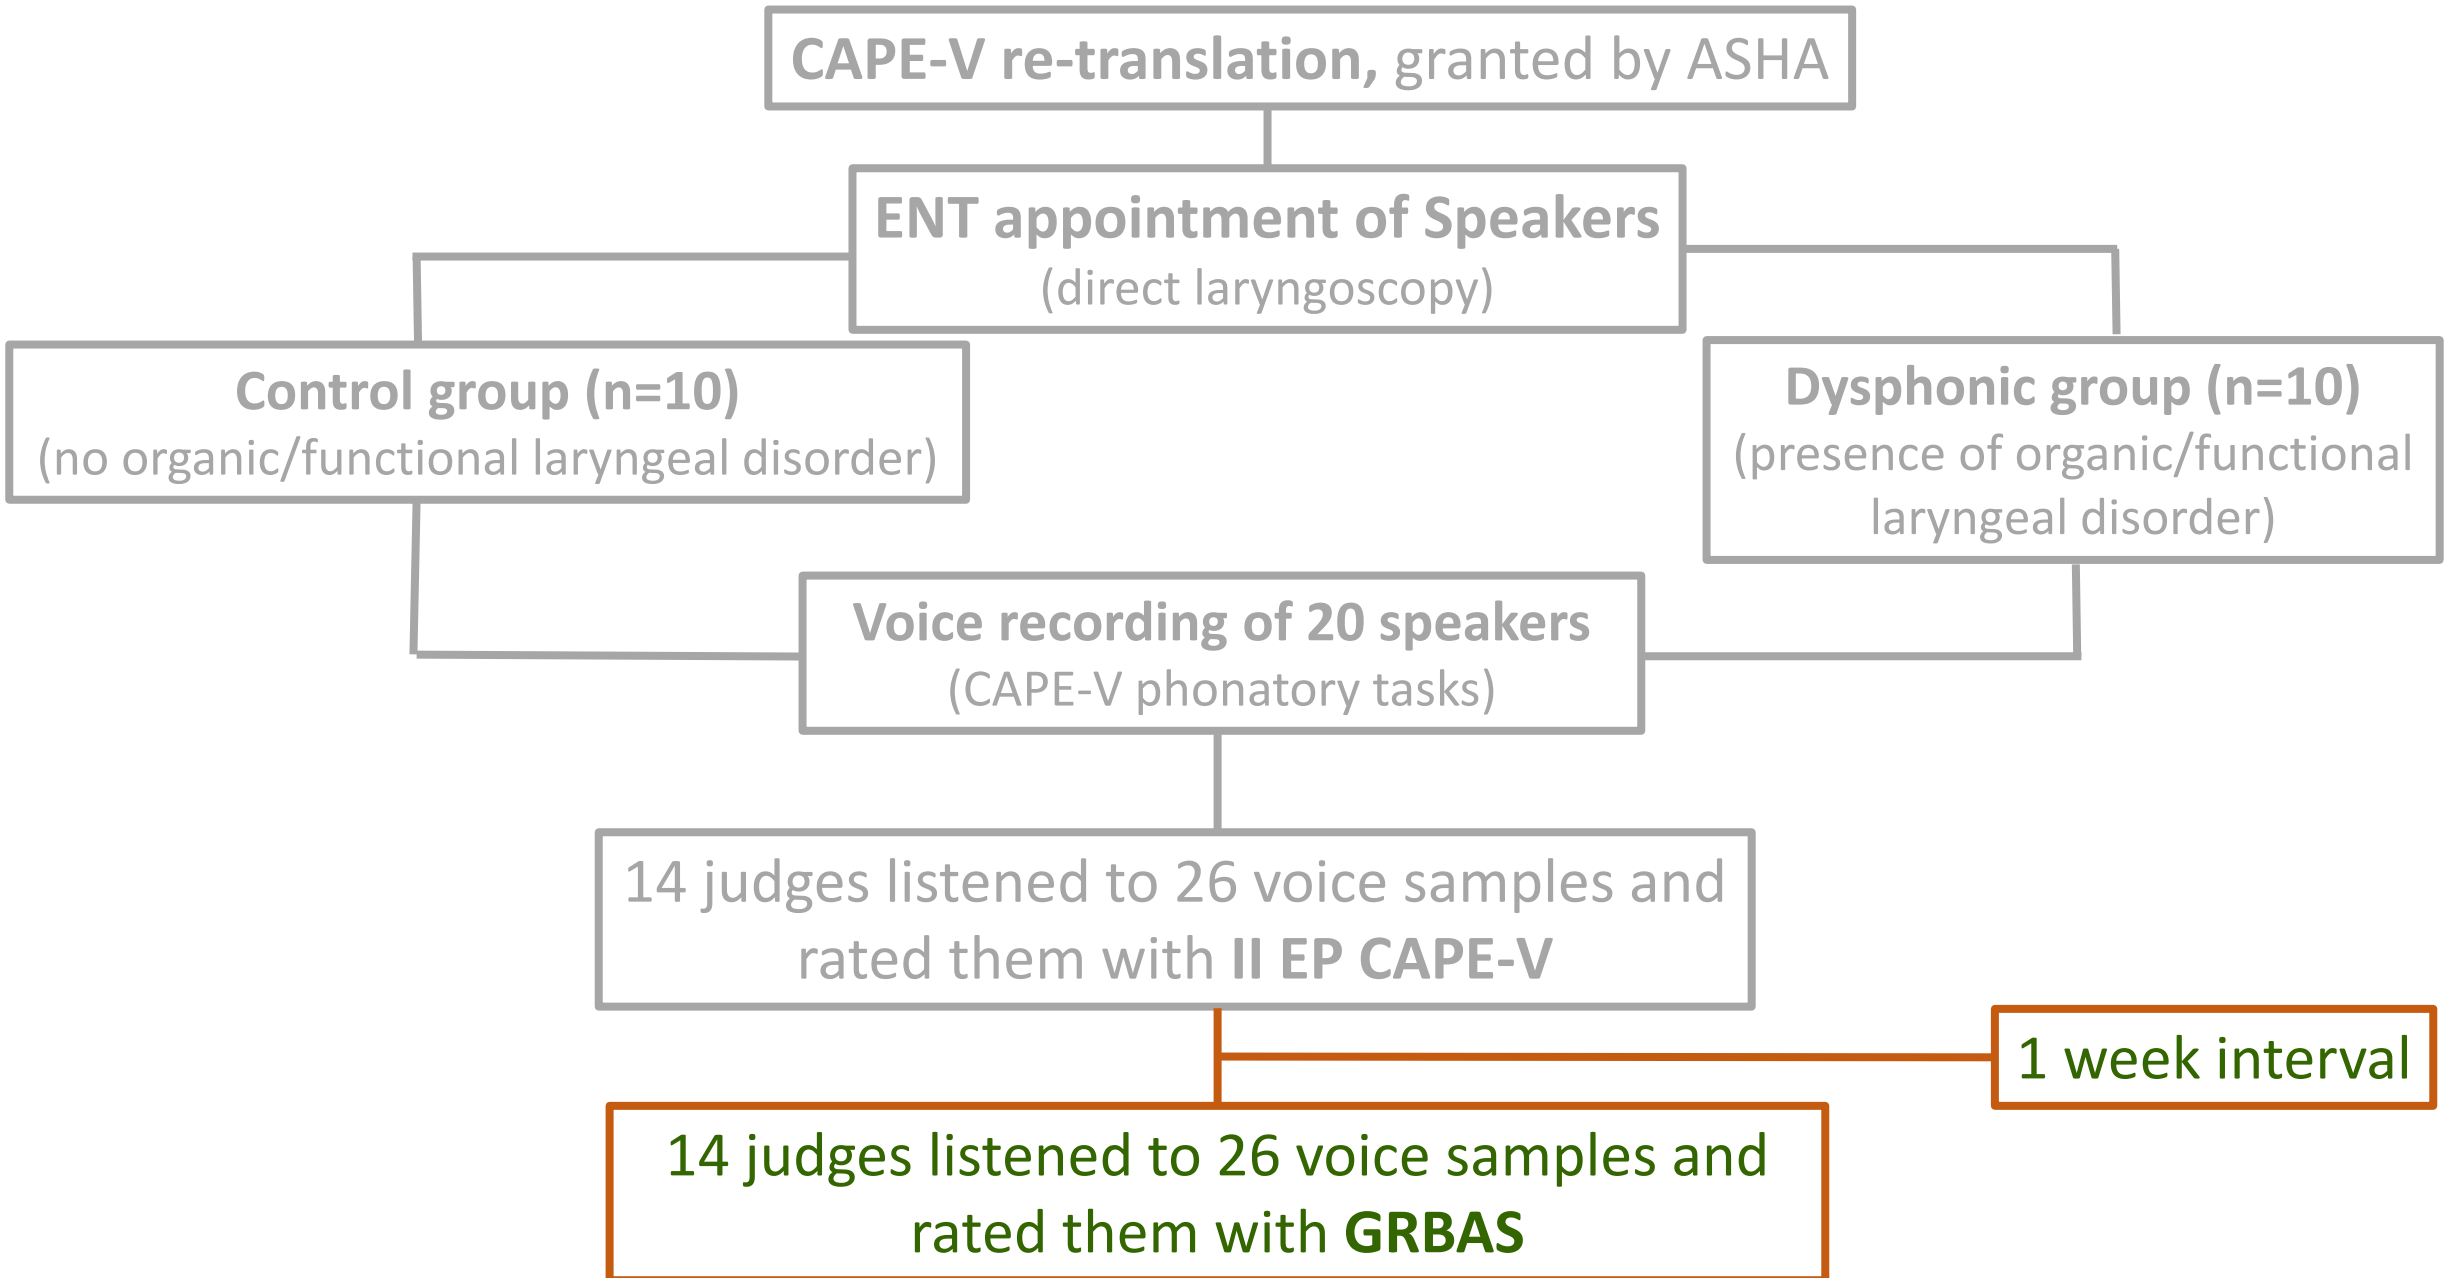 CAPE-V re-translation, granted by ASHA
ENT appointment of Speakers
(direct laryngoscopy)
Control group (n=10)
(no organic/functional laryngeal disorder)
Dysphonic group (n=10)
(presence of organic/functional
laryngeal disorder)
Voice recording of 20 speakers
(CAPE-V phonatory tasks)
14 judges listened to 26 voice samples and
rated them with II EP CAPE-V
1 week interval
14 judges listened to 26 voice samples and
rated them with GRBAS